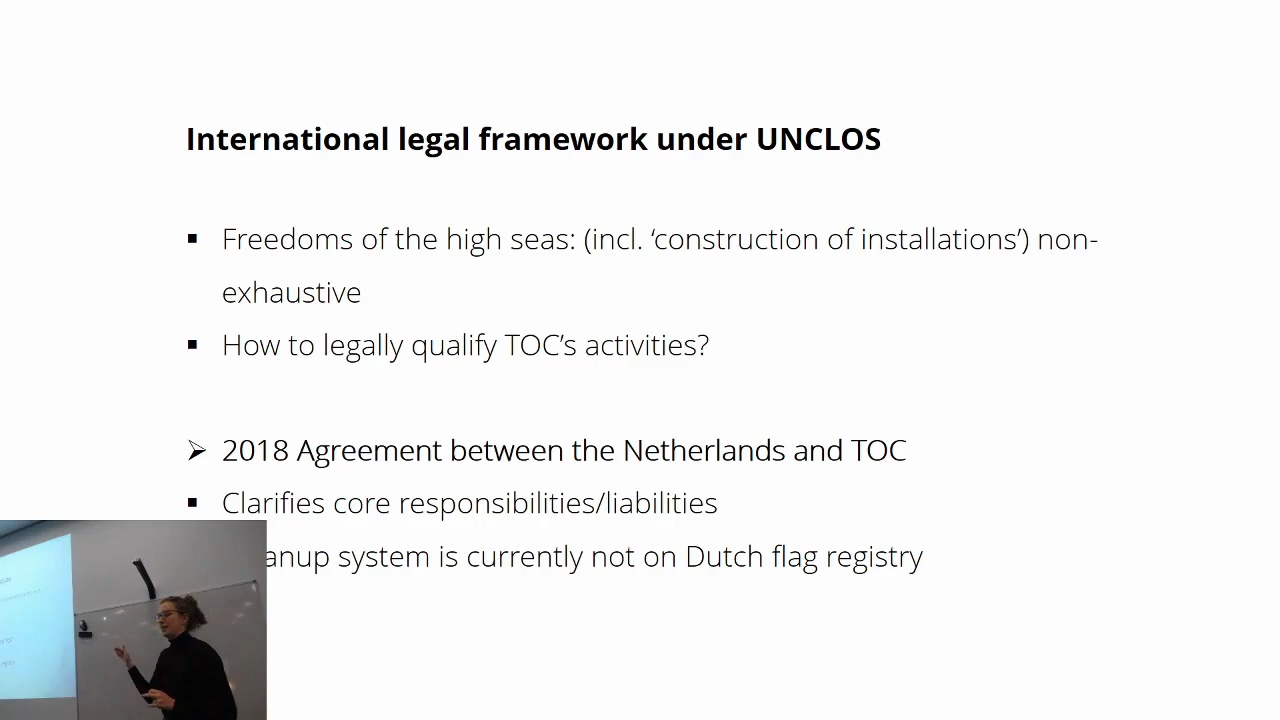 International legal framework under UNCLOS
▪ Freedoms of the high seas: (incl. ‘construction of installations’) non-
exhaustive
▪ How to legally qualify TOC’s activities?
➢ 2018 Agreement between the Netherlands and TOC
▪ Clarifies core responsibilities/liabilities
system is currently not on Dutch flag registry